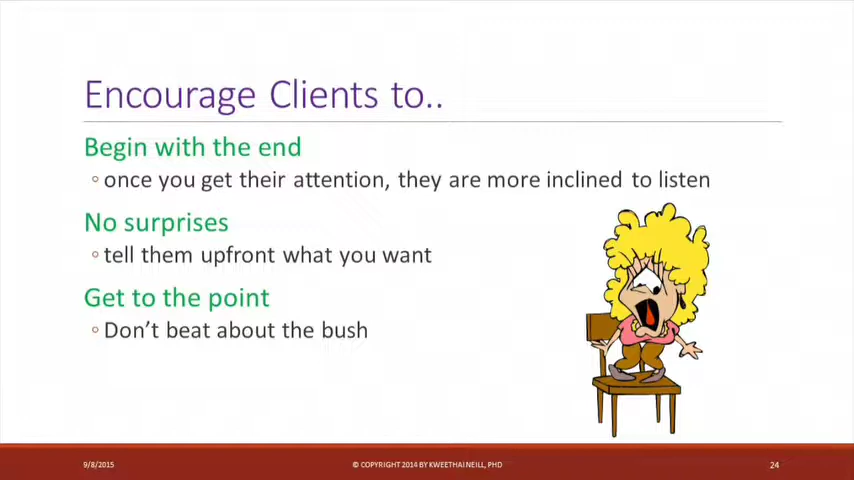 Encourage Clients to..
Begin with the end
◦ once you get their attention, they are more inclined to listen
No surprises
◦ tell them upfront what you want
Get to the point
◦ Don’t beat about the bush
9/8/2015
© COPYRIGHT 2014 BY KWEETHAI NEILL, PHD
24